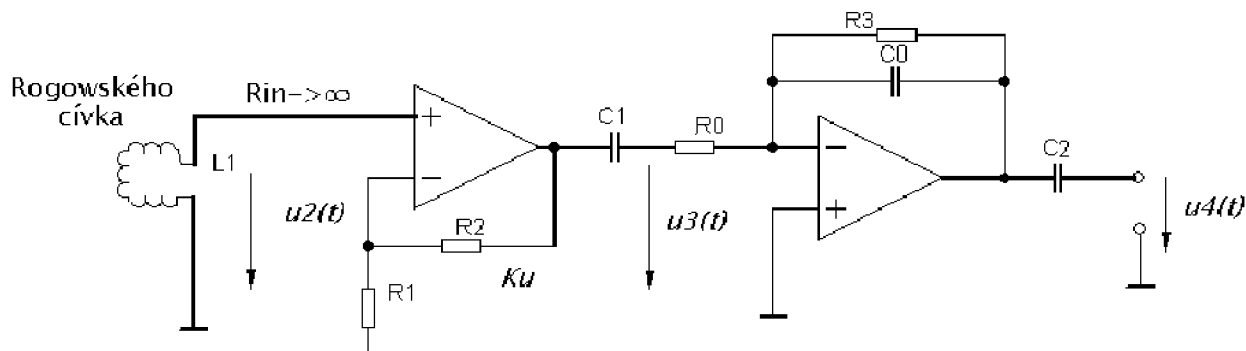 Rogowského
cívka
L1
Rin->∞
u2(t)
+
−
R2
R1
Ku
C1
u3(t)
R0
R3
C0
−
+
C2
u4(t)